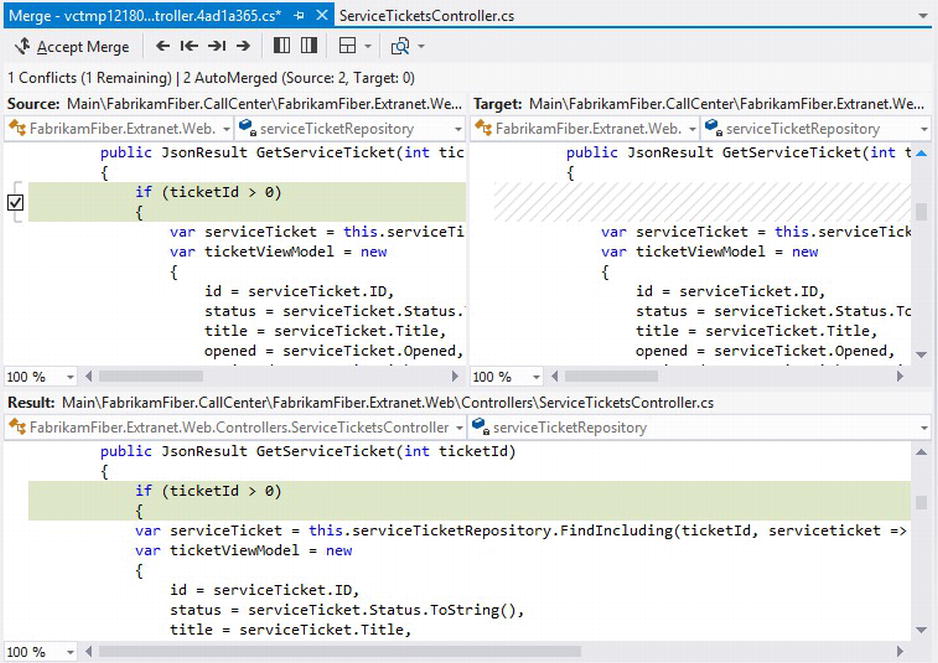 Merge - vctmp12180...troller.4ad1a365.cs* ServiceTicketsController.cs
Accept Merge
1 Conflicts (1 Remaining) | 2 AutoMerged (Source: 2, Target: 0)
Source: Main\FabrikamFiber.CallCenter\FabrikamFiber.Extranet.We...
FabrikamFiber.Extranet.Web. serviceTicketRepository
public JsonResult GetServiceTicket(int tic
{
if (ticketId > 0)
{
var serviceTicket = this.serviceTi
var ticketViewModel = new
{
id = serviceTicket.ID,
status = serviceTicket.Status.
title = serviceTicket.Title,
opened = serviceTicket.Opened,
100 %
Target: Main\FabrikamFiber.CallCenter\FabrikamFiber.Extranet.We...
FabrikamFiber.Extranet.Web. serviceTicketRepository
public JsonResult GetServiceTicket(int t
{
var serviceTicket = this.serviceTick
var ticketViewModel = new
{
id = serviceTicket.ID,
status = serviceTicket.Status.To
title = serviceTicket.Title,
opened = serviceTicket.Opened,
100 %
Result: Main\FabrikamFiber.CallCenter\FabrikamFiber.Extranet.Web\Controllers\ServiceTicketsController.cs
FabrikamFiber.Extranet.Web.Controllers.ServiceTicketsController serviceTicketRepository
public JsonResult GetServiceTicket(int ticketId)
{
if (ticketId > 0)
{
var serviceTicket = this.serviceTicketRepository.FindIncluding(ticketId, serviceticket =>
var ticketViewModel = new
{
id = serviceTicket.ID,
status = serviceTicket.Status.ToString(),
title = serviceTicket.Title,
100 %